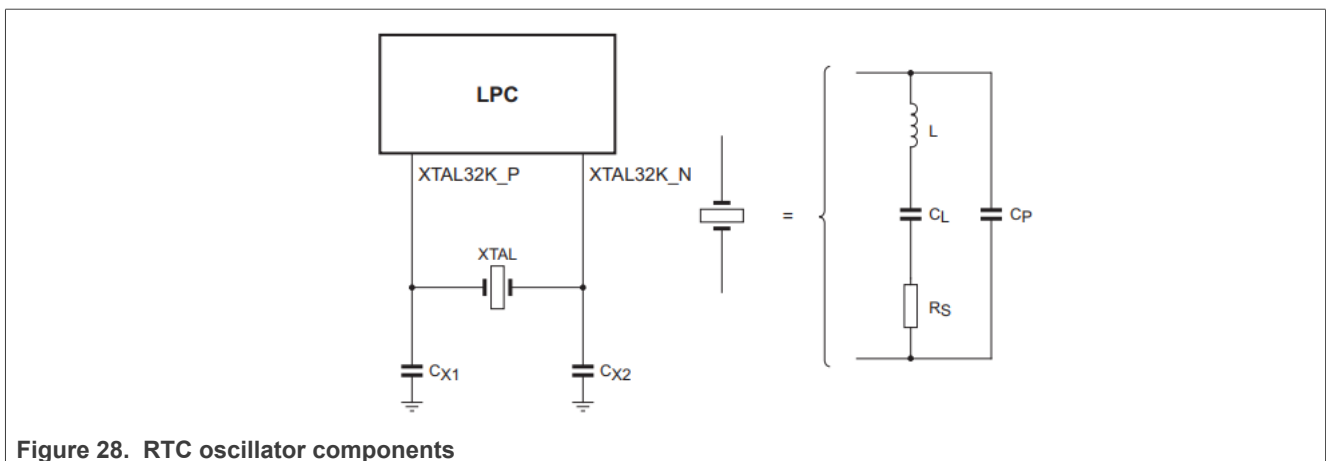 LPC
XTAL32K_P
XTAL32K_N
XTAL
CX1
CX2
=
L
CL
CP
RS
Figure 28. RTC oscillator components